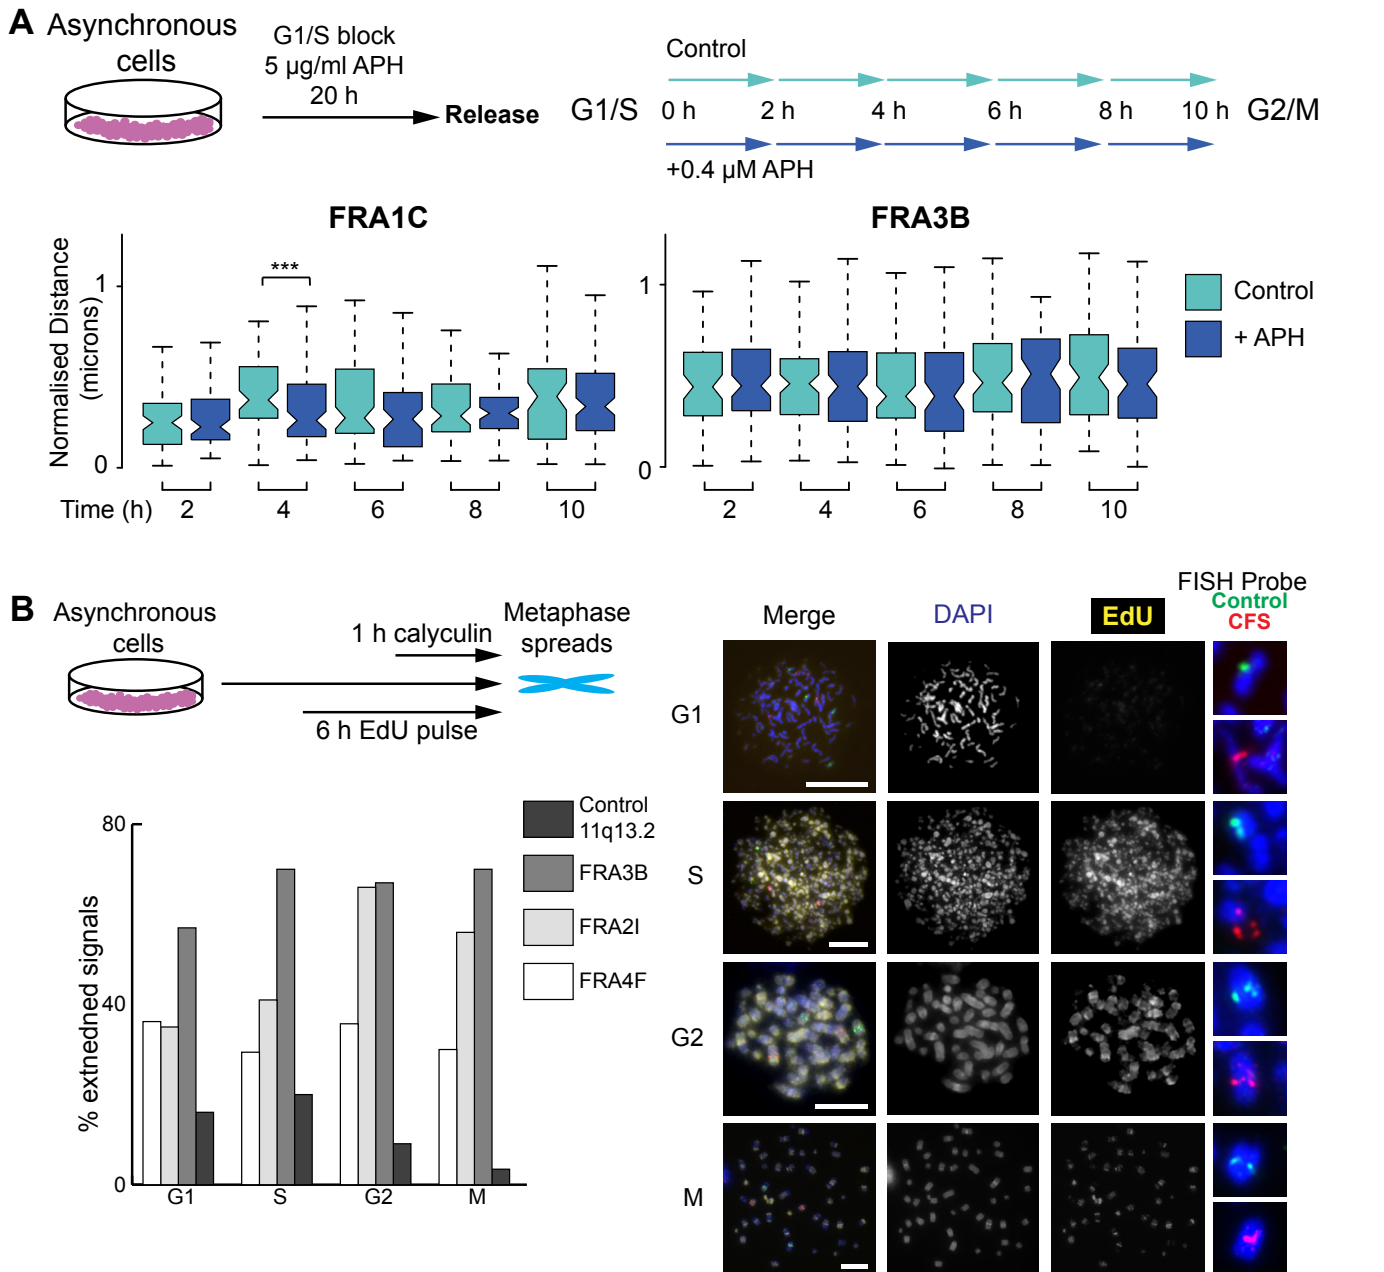 A
Asynchronous
cells
G1/S block
5 µg/ml APH
20 h
Release
Control
G1/S
0 h
2 h
4 h
6 h
8 h
10 h
G2/M
+0.4 µM APH
FRA1C
FRA3B
Normalised Distance
(microns)
1
0
***
1
0
Control
+ APH
Time (h)
2
4
6
8
10
2
4
6
8
10
B
Asynchronous
cells
1 h calyculin
6 h EdU pulse
Metaphase
spreads
% extnedned signals
80
40
0
G1
S
G2
M
Control
11q13.2
FRA3B
FRA2I
FRA4F
Merge
DAPI
EdU
FISH Probe
Control
CFS
G1
S
G2
M